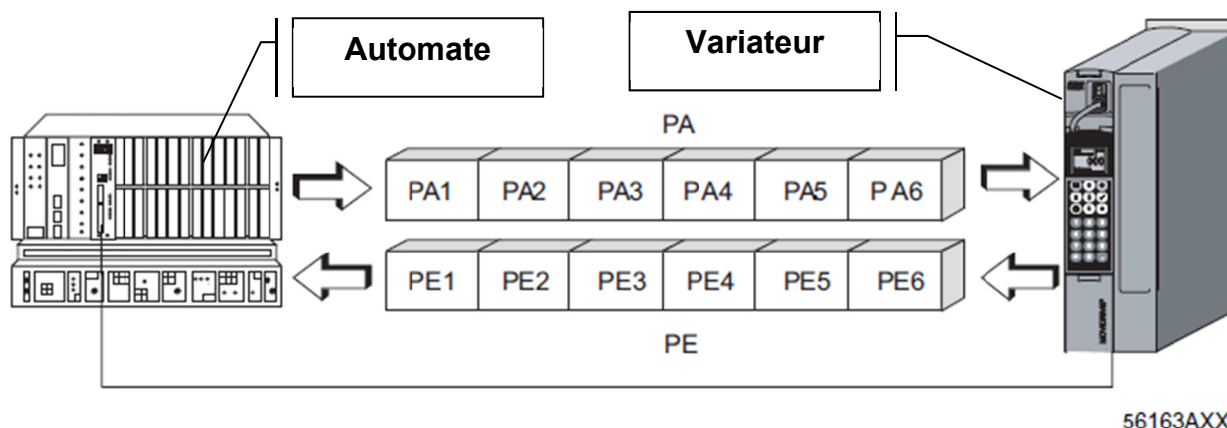 Automate
Variateur
PA
PA1 PA2 PA3 PA4 PA5 PA6
PE1 PE2 PE3 PE4 PE5 PE6
PE
56163AXX